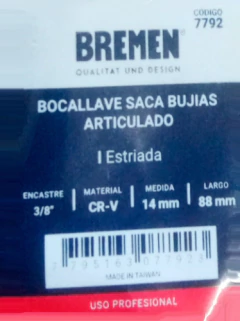 CODIGO
7792
BREMEN
QUALITAT UND DESIGN
BOCALLAVE SACA BUJIAS
ARTICULADO
| Estriada
ENCASTRE | MATERIAL | MEDIDA | LARGO
3/8" | CR-V | 14 mm | 88 mm
MADE IN TAIWAN
USO PROFESIONAL